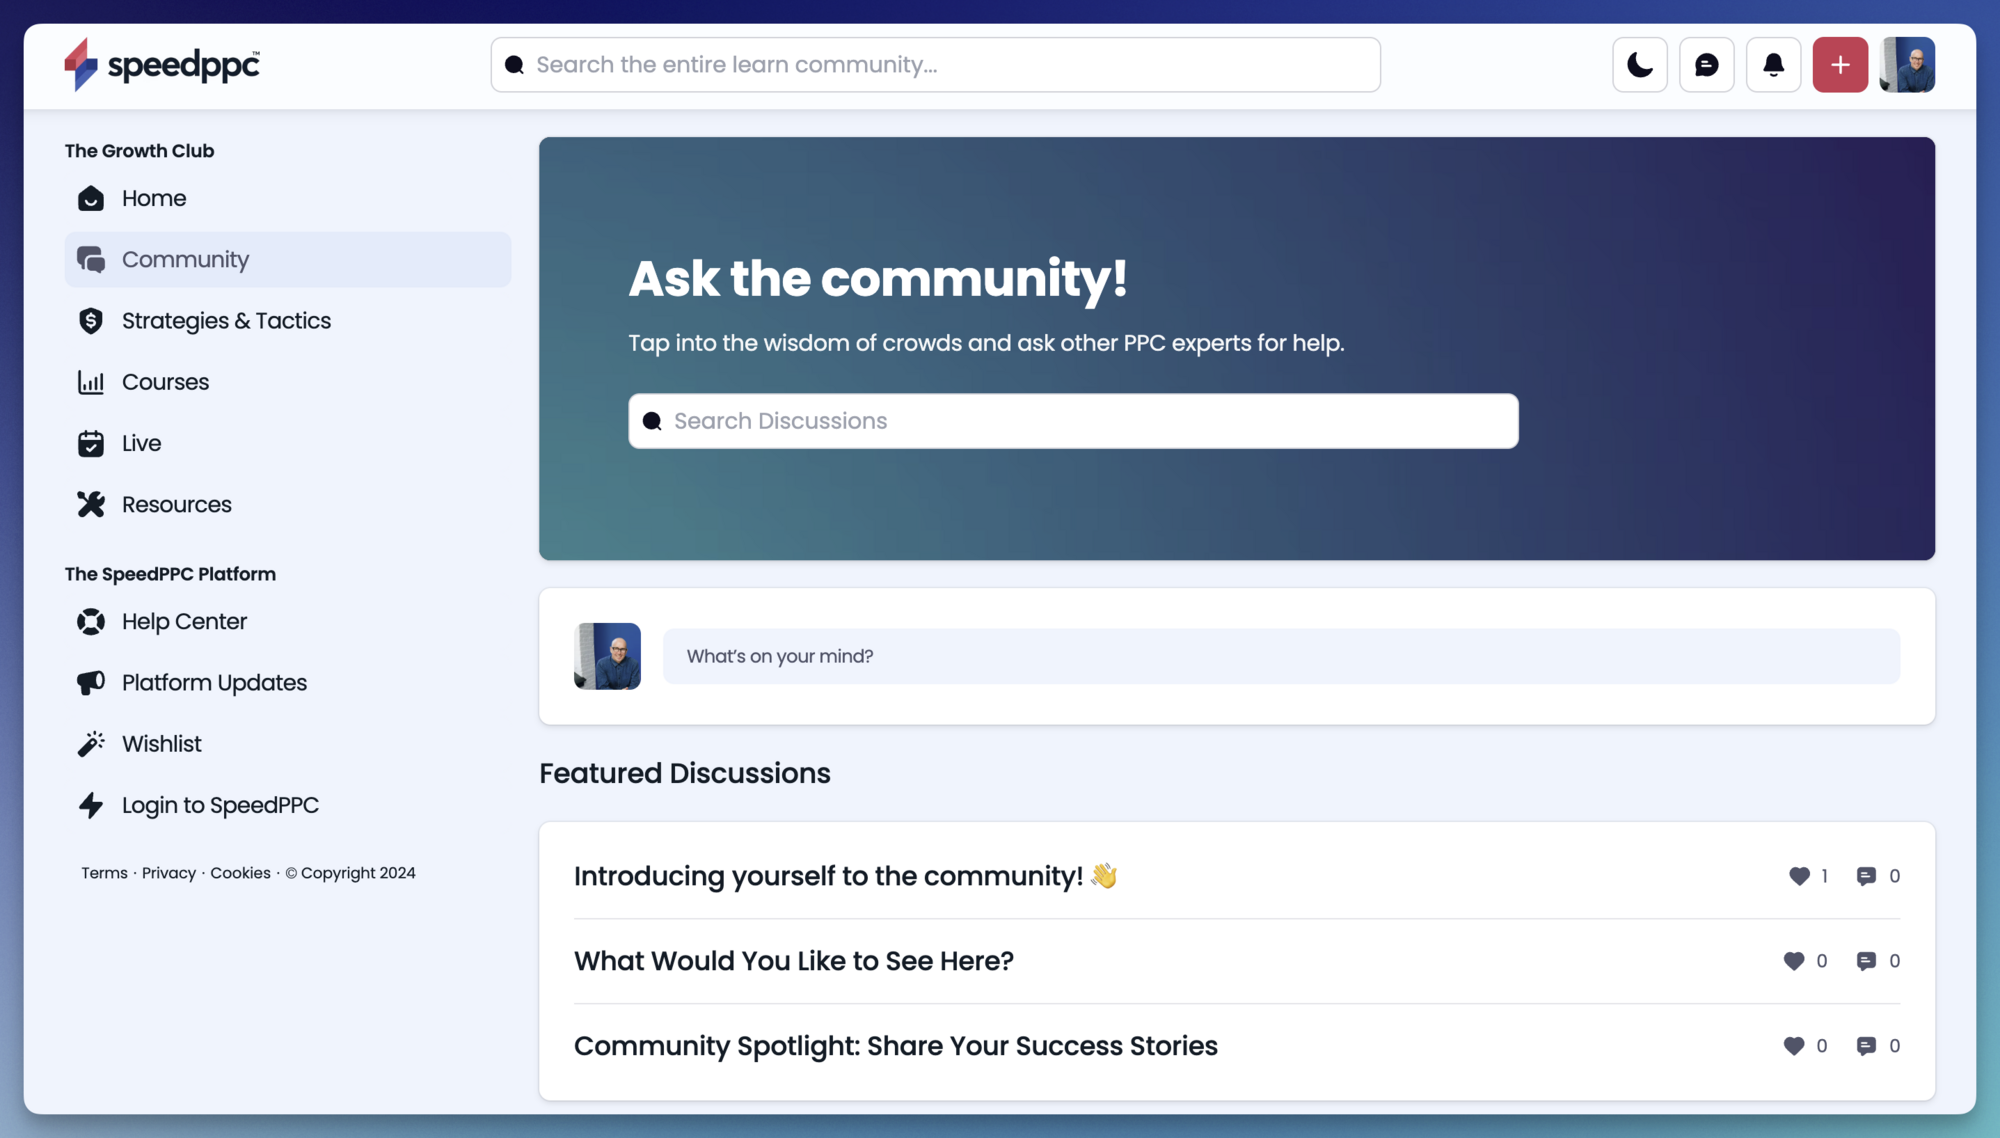 speedppc™
Search the entire learn community...
The Growth Club
Home
Community
Strategies & Tactics
Courses
Live
Resources
The SpeedPPC Platform
Help Center
Platform Updates
Wishlist
Login to SpeedPPC
Terms · Privacy · Cookies · © Copyright 2024
Ask the community!
Tap into the wisdom of crowds and ask other PPC experts for help.
Search Discussions
What's on your mind?
Featured Discussions
Introducing yourself to the community! 👋 1 0
What Would You Like to See Here? 0 0
Community Spotlight: Share Your Success Stories 0 0